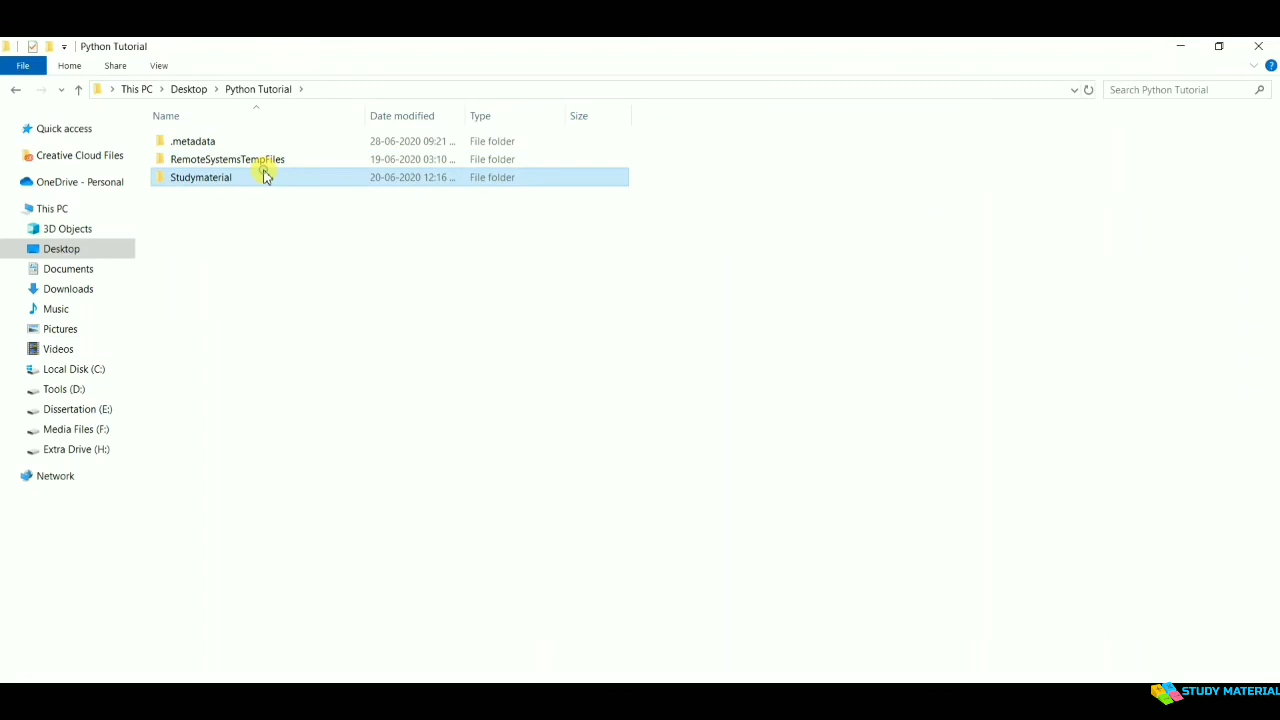 Python Tutorial
File Home Share View
This PC Desktop Python Tutorial Search Python Tutorial
Name Date modified Type Size
.metadata 28-06-2020 09:21 ... File folder
RemoteSystemsTempFiles 19-06-2020 03:10 ... File folder
Studymaterial 20-06-2020 12:16 ... File folder
Quick access
Creative Cloud Files
OneDrive - Personal
This PC
3D Objects
Desktop
Documents
Downloads
Music
Pictures
Videos
Local Disk (C:)
Tools (D:)
Dissertation (E:)
Media Files (F:)
Extra Drive (H:)
Network
STUDY MATERIAL